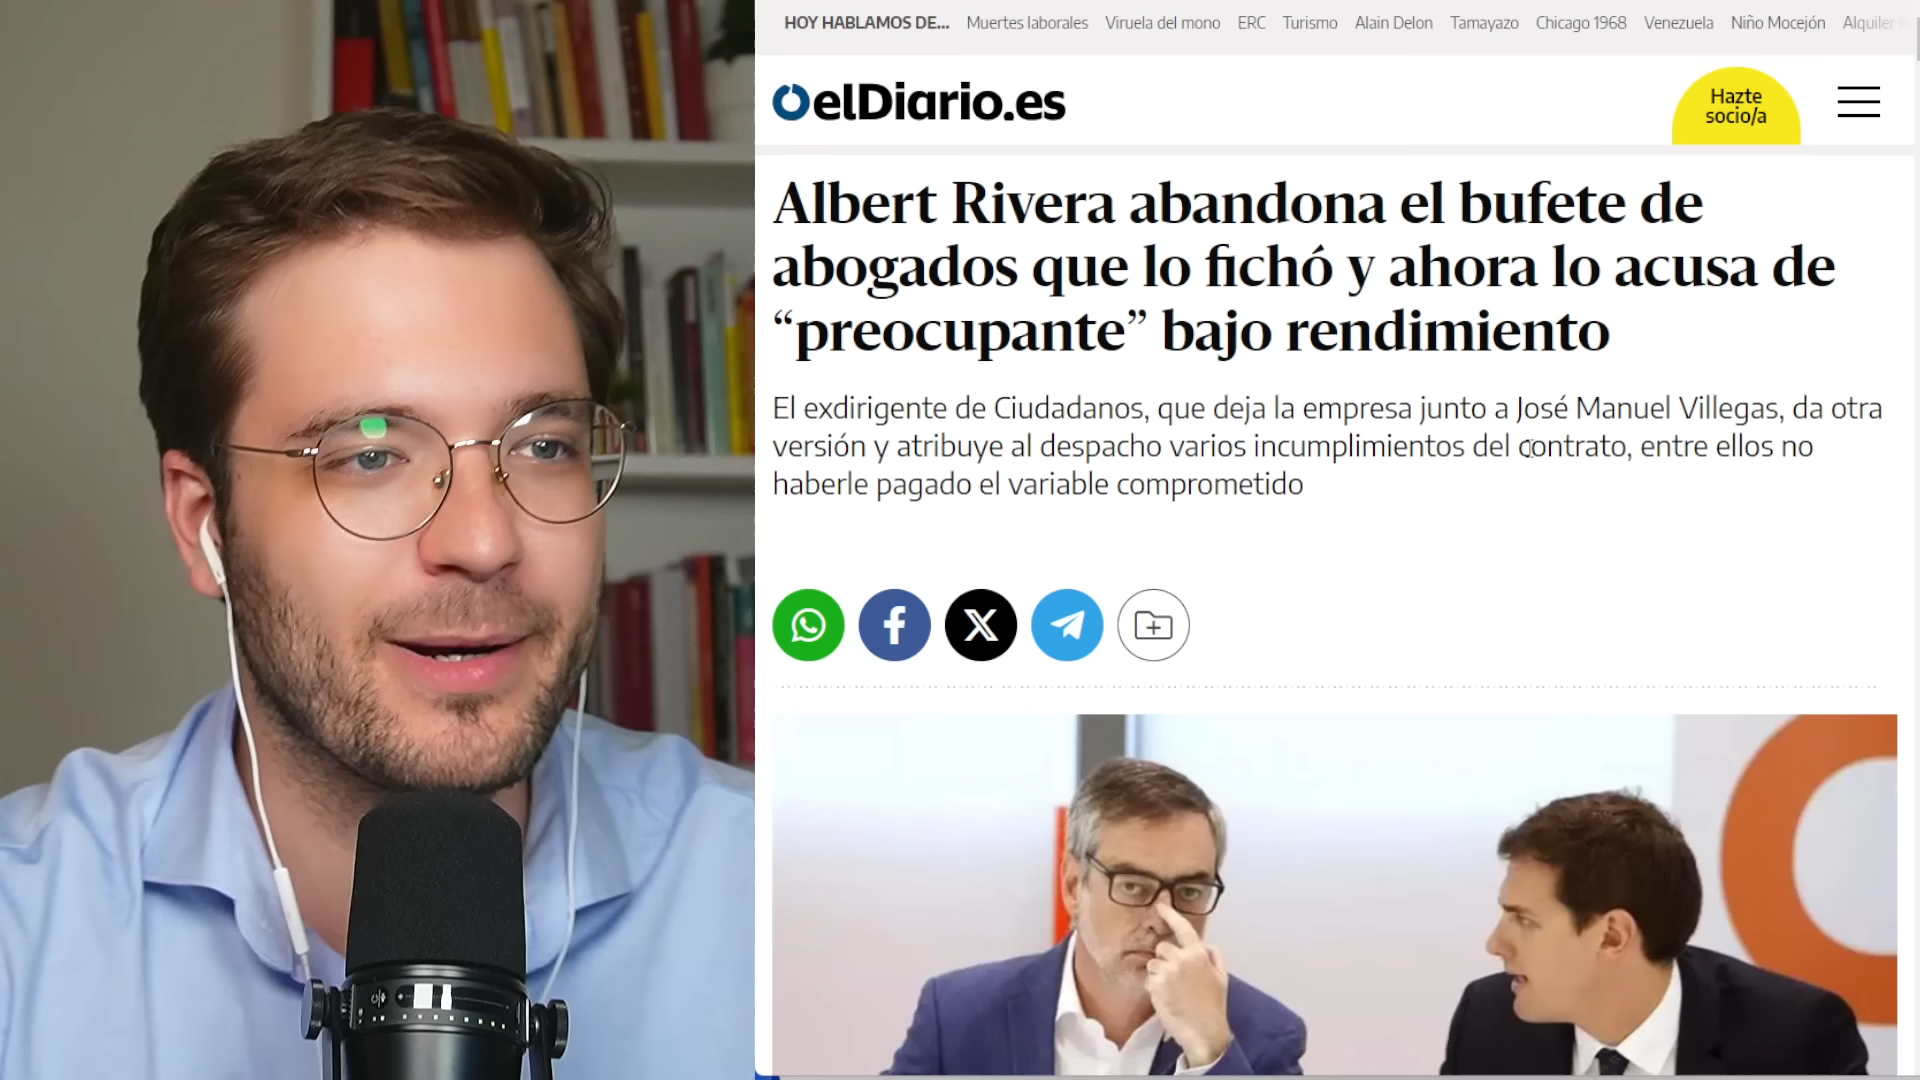 HOY HABLAMOS DE... Muertes laborales Viruela del mono ERC Turismo Alain Delon Tamayazo Chicago 1968 Venezuela Niño Mocejón Alquiler
elDiario.es
Hazte
socio/a
Albert Rivera abandona el bufete de
abogados que lo fichó y ahora lo acusa de
“preocupante” bajo rendimiento
El exdirigente de Ciudadanos, que deja la empresa junto a José Manuel Villegas, da otra
versión y atribuye al despacho varios incumplimientos del contrato, entre ellos no
haberle pagado el variable comprometido